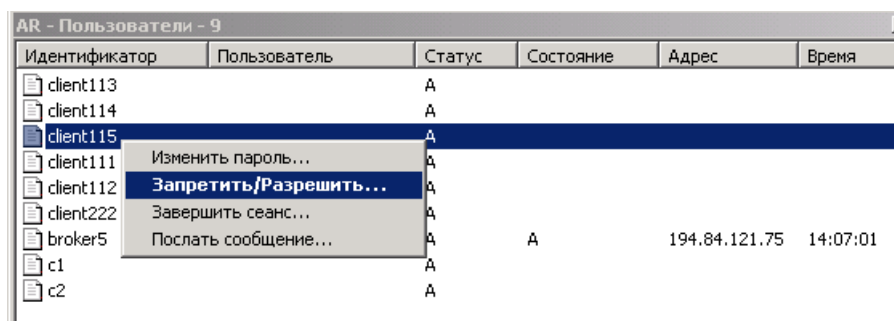 AR - Пользователи - 9
Идентификатор Пользователь Статус Состояние Адрес Время
client113 A
client114 A
client115 A
client111 A
client112 A
client222 A
broker5 A A 194.84.121.75 14:07:01
c1 A
c2 A
Изменить пароль...
Запретить/Разрешить...
Завершить сеанс...
Послать сообщение...